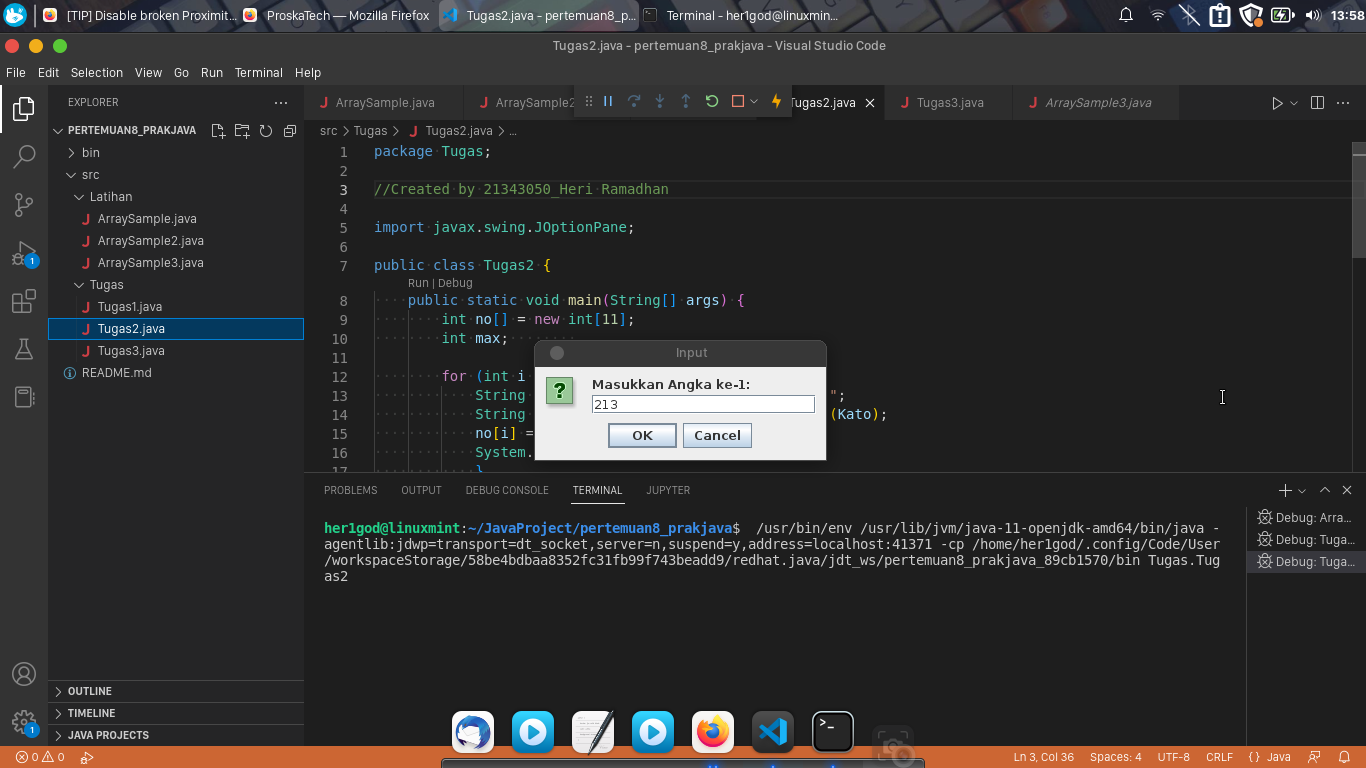 [TIP] Disable broken Proximit...
ProskaTech — Mozilla Firefox
Tugas2.java - pertemuan8_p...
Terminal - her1god@linuxmin...
13:58
Tugas2.java - pertemuan8_prakjava - Visual Studio Code
File Edit Selection View Go Run Terminal Help
EXPLORER
PERTEMUAN8_PRAKJAVA
bin
src
Latihan
ArraySample.java
ArraySample2.java
ArraySample3.java
Tugas
Tugas1.java
Tugas2.java
Tugas3.java
README.md
OUTLINE
TIMELINE
JAVA PROJECTS
ArraySample.java
ArraySample2
Tugas2.java
Tugas3.java
ArraySample3.java
src > Tugas > Tugas2.java > ...
1 package Tugas;
2
3 //Created by 21343050_Heri Ramadhan
4
5 import javax.swing.JOptionPane;
6
7 public class Tugas2 {
Run | Debug
8 public static void main(String[] args) {
9 int no[] = new int[11];
10 int max;
11
12 for (int i
13 String ";
14 String (Kato);
15 no[i] =
16 System.
17 }
Input
Masukkan Angka ke-1:
213
OK Cancel
PROBLEMS OUTPUT DEBUG CONSOLE TERMINAL JUPYTER
her1god@linuxmint:~/JavaProject/pertemuan8_prakjava$ /usr/bin/env /usr/lib/jvm/java-11-openjdk-amd64/bin/java -
agentlib:jdwp=transport=dt_socket,server=n,suspend=y,address=localhost:41371 -cp /home/her1god/.config/Code/User
/workspaceStorage/58be4bdbaa8352fc31fb99f743beadd9/redhat.java/jdt_ws/pertemuan8_prakjava_89cb1570/bin Tugas.Tug
as2
Debug: Arra...
Debug: Tuga...
Debug: Tuga...
1
1
0 0
Ln 3, Col 36 Spaces: 4 UTF-8 CRLF {} Java